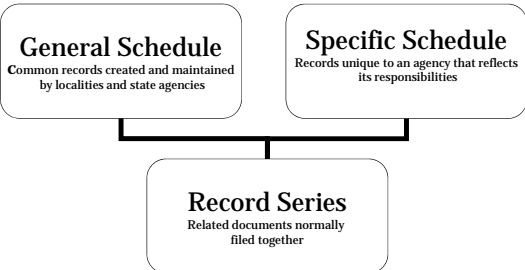 General Schedule
Common records created and maintained
by localities and state agencies
Specific Schedule
Records unique to an agency that reflects
its responsibilities
Record Series
Related documents normally
filed together